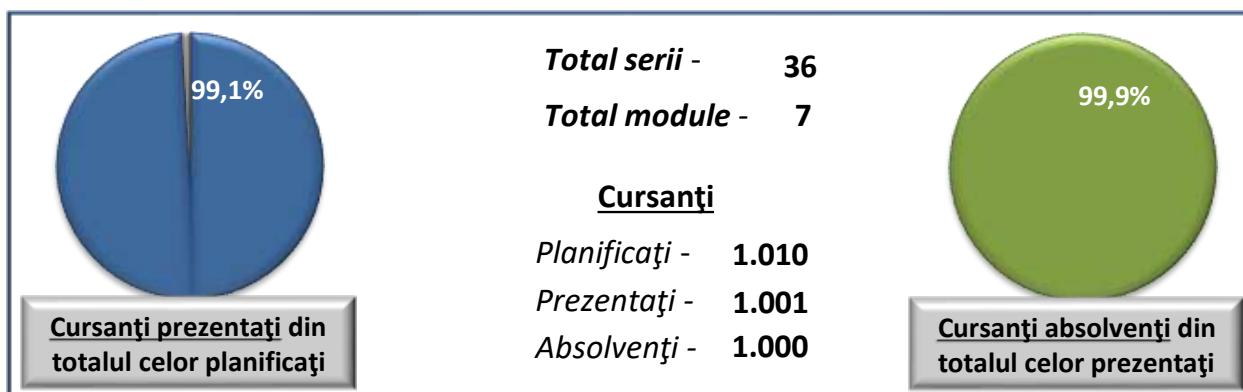 99,1%
Cursanţi prezentaţi din
totalul celor planificaţi
Total serii - 36
Total module - 7
Cursanţi
Planificaţi - 1.010
Prezentaţi - 1.001
Absolvenţi - 1.000
99,9%
Cursanţi absolvenţi din
totalul celor prezentaţi